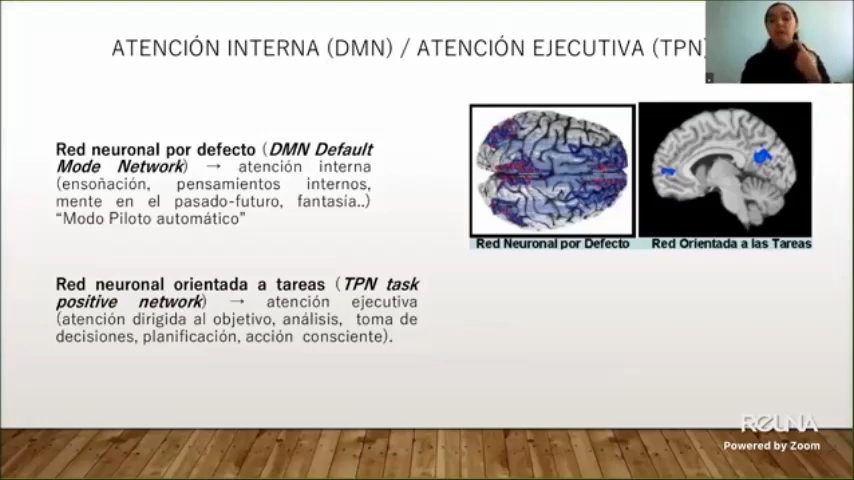 ATENCIÓN INTERNA (DMN) / ATENCIÓN EJECUTIVA (TPN)
Red neuronal por defecto (DMN Default
Mode Network) → atención interna
(ensoñación, pensamientos internos,
mente en el pasado-futuro, fantasía..)
“Modo Piloto automático”
Red Neuronal por Defecto
Red Orientada a las Tareas
Red neuronal orientada a tareas (TPN task
positive network) → atención ejecutiva
(atención dirigida al objetivo, análisis, toma de
decisiones, planificación, acción consciente).
REUNA
Powered by Zoom